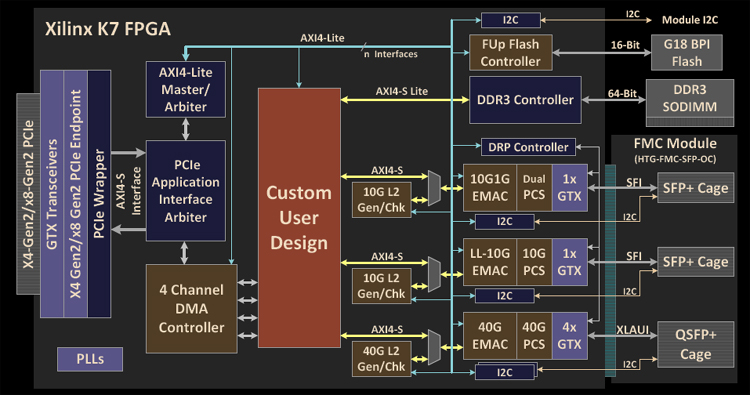 Xilinx K7 FPGA
X4-Gen2/x8-Gen2 PCIe
GTX Transceivers
X4 Gen2/x8 Gen2 PCIe Endpoint
PCIe Wrapper
AXI4-S
Interface
AXI4-Lite
Master/
Arbiter
PCIe
Application
Interface
Arbiter
4 Channel
DMA
Controller
PLLs
AXI4-Lite
n Interfaces
Custom
User
Design
AXI4-S Lite
I2C
I2C
Module I2C
FUp Flash
Controller
16-Bit
G18 BPI
Flash
DDR3 Controller
64-Bit
DDR3
SODIMM
DRP Controller
FMC Module
(HTG-FMC-SFP-OC)
AXI4-S
10G L2
Gen/Chk
10G1G
EMAC
Dual
PCS
1x
GTX
SFI
SFP+ Cage
I2C
I2C
AXI4-S
10G L2
Gen/Chk
LL-10G
EMAC
10G
PCS
1x
GTX
SFI
SFP+ Cage
I2C
I2C
AXI4-S
40G L2
Gen/Chk
40G
EMAC
40G
PCS
4x
GTX
XLAUI
QSFP+
Cage
I2C
I2C